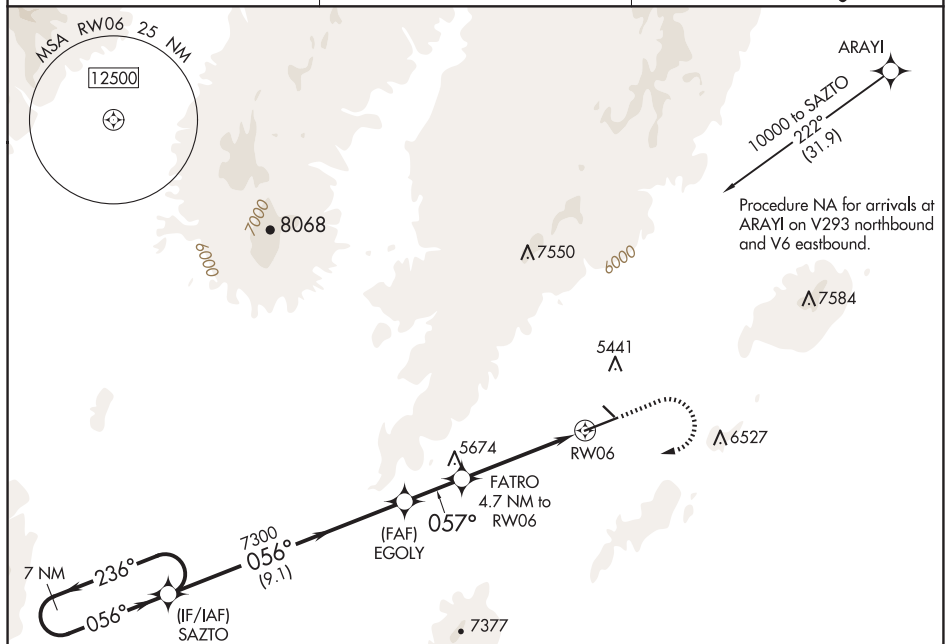 MSA RW06 25 NM
12500
ARAYI
10000 to SAZTO
222°
(31.9)
Procedure NA for arrivals at
ARAYI on V293 northbound
and V6 eastbound.
7000
8068
6000
7550
6000
7584
5441
6527
RW06
5674
FATRO
4.7 NM to
RW06
057°
(FAF)
EGOLY
7300
056°
(9.1)
7 NM
236°
056°
(IF/IAF)
SAZTO
7377